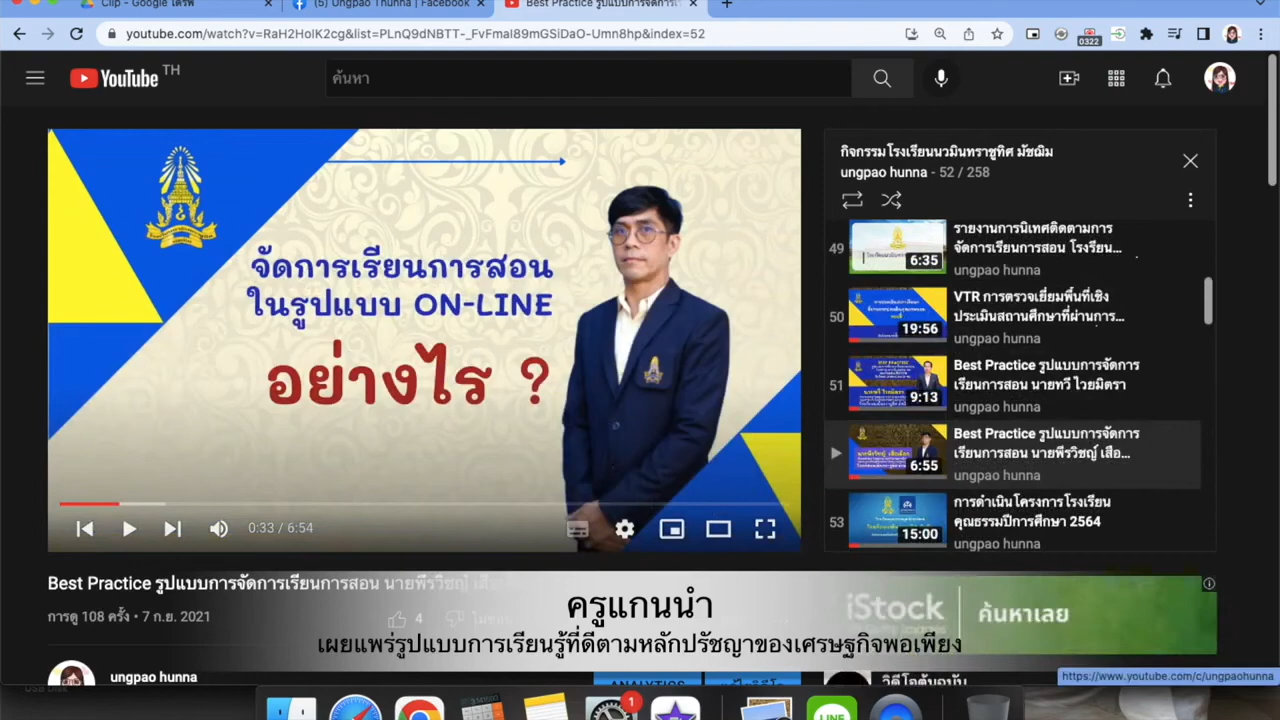 Clip - Google ไดรฟ์
(5) Ungpao Thunna | Facebook
Best Practice รูปแบบการจัดการเรี
youtube.com/watch?v=RaH2HolK2cg&list=PLnQ9dNBTT-_FvFmal89mGSiDaO-Umn8hp&index=52
0322
YouTube TH
ค้นหา
จัดการเรียนการสอน
ในรูปแบบ ON-LINE
อย่างไร ?
0:33 / 6:54
กิจกรรมโรงเรียนนวมินทราชูทิศ มัชฌิม
ungpao hunna - 52 / 258
49
6:35
รายงานการนิเทศติดตามการ
จัดการเรียนการสอน โรงเรียน...
ungpao hunna
50
19:56
VTR การตรวจเยี่ยมพื้นที่เชิง
ประเมินสถานศึกษาที่ผ่านการ...
ungpao hunna
51
9:13
Best Practice รูปแบบการจัดการ
เรียนการสอน นายทวี ไวยมิตรา
ungpao hunna
6:55
Best Practice รูปแบบการจัดการ
เรียนการสอน นายพีรวิชญ์ เสือ...
ungpao hunna
53
15:00
การดำเนินโครงการโรงเรียน
คุณธรรมปีการศึกษา 2564
ungpao hunna
Best Practice รูปแบบการจัดการเรียนการสอน นายพีรวิชญ์ เสื
การดู 108 ครั้ง • 7 ก.ย. 2021
4
iStock
ค้นหาเลย
ครูแกนนำ
เผยแพร่รูปแบบการเรียนรู้ที่ดีตามหลักปรัชญาของเศรษฐกิจพอเพียง
ungpao hunna
ANALYTICS
วิดีโอต้นฉบับ
https://www.youtube.com/c/ungpaohunna
USB Disk
1
LINE